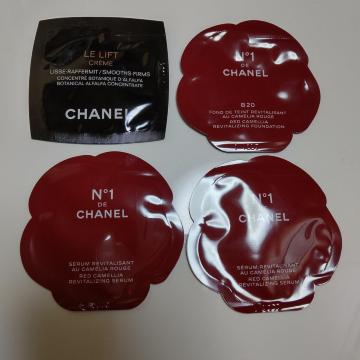 LE LIFT
CRÈME
LISSE-RAFFERMIT / SMOOTHS-FIRMS
CONCENTRÉ BOTANIQUE D'ALFALFA
BOTANICAL ALFALFA CONCENTRATE
CHANEL
N°1
DE
CHANEL
B20
FOND DE TEINT REVITALISANT
AU CAMÉLIA ROUGE
RED CAMELLIA
REVITALIZING FOUNDATION
N°1
DE
CHANEL
SÉRUM REVITALISANT
AU CAMÉLIA ROUGE
RED CAMELLIA
REVITALIZING SERUM
N°1
DE
CHANEL
SÉRUM REVITALISANT
AU CAMÉLIA ROUGE
RED CAMELLIA
REVITALIZING SERUM